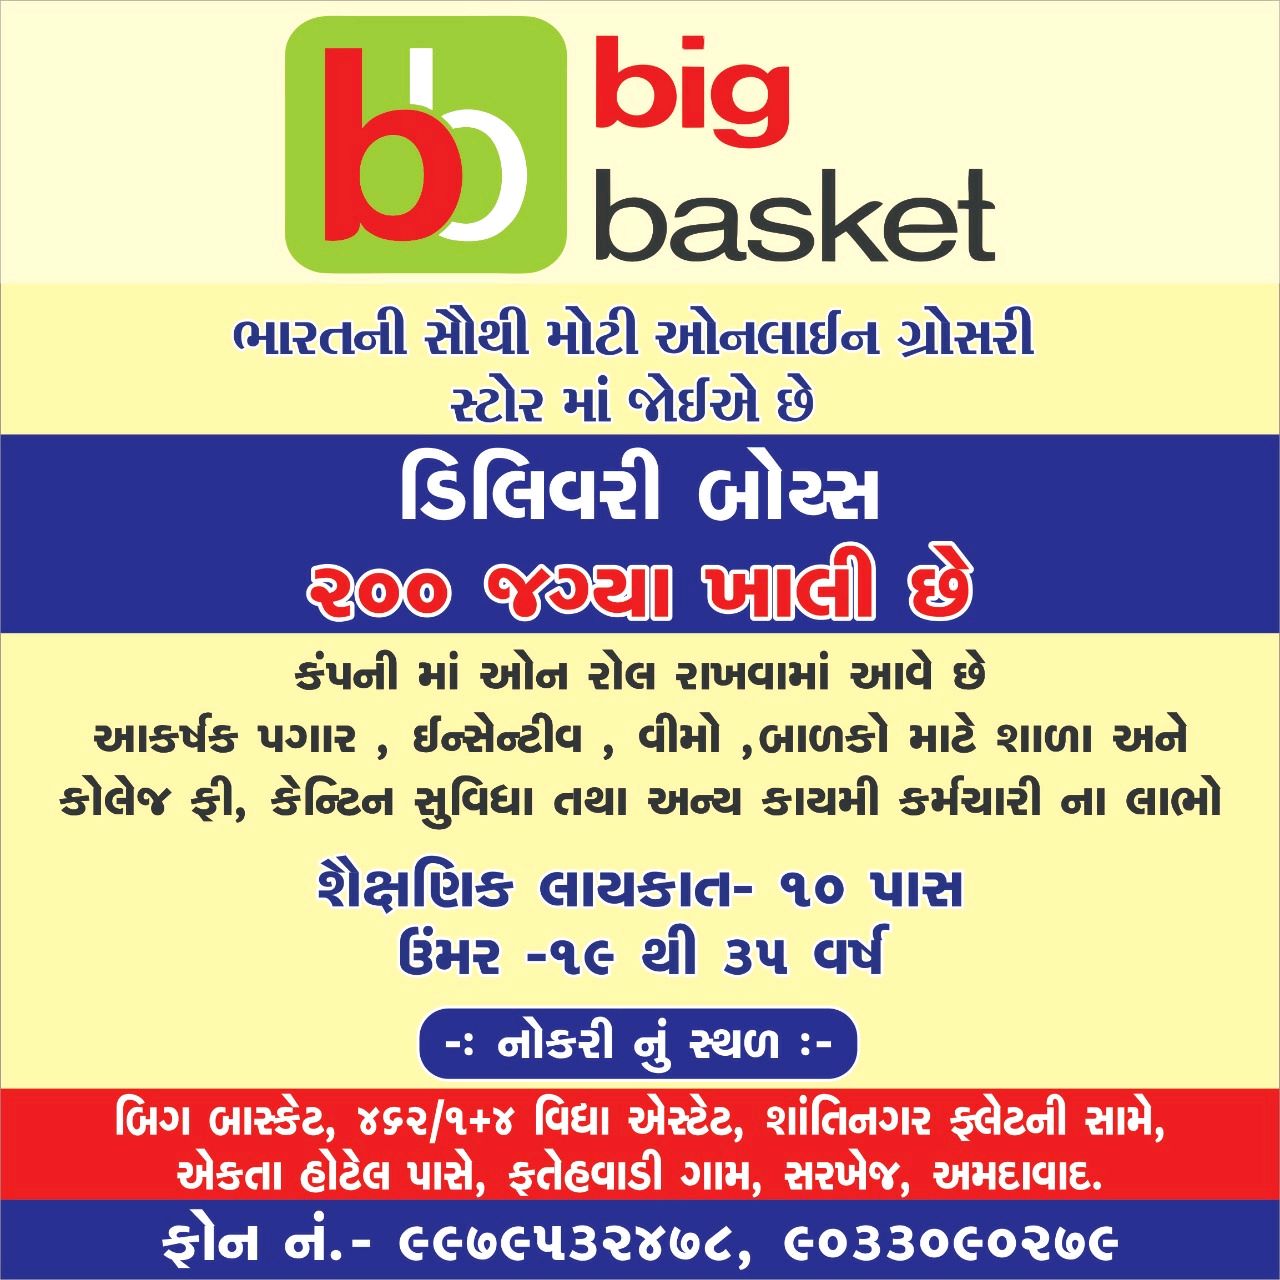 bb big
basket
ભારતની સૌથી મોટી ઓનલાઈન ગ્રોસરી
સ્ટોર માં જોઈએ છે
ડિલિવરી બોય્સ
૨૦૦ જગ્યા ખાલી છે
કંપની માં ઓન રોલ રાખવામાં આવે છે
આકર્ષક પગાર , ઈન્સેન્ટીવ , વીમો ,બાળકો માટે શાળા અને
કોલેજ ફી, કેન્ટિન સુવિધા તથા અન્ય કાયમી કર્મચારી ના લાભો
શૈક્ષણિક લાયકાત- ૧૦ પાસ
ઉંમર -૧૯ થી ૩૫ વર્ષ
-ઃ નોકરી નું સ્થળ ઃ-
બિગ બાસ્કેટ, ૪૬૨/૧+૪ વિદ્યા એસ્ટેટ, શાંતિનગર ફ્લેટની સામે,
એકતા હોટેલ પાસે, ફતેહવાડી ગામ, સરખેજ, અમદાવાદ.
ફોન નં.- ૯૯૭૯૫૩૨૪૭૮, ૯૦૩૩૦૯૦૨૭૯